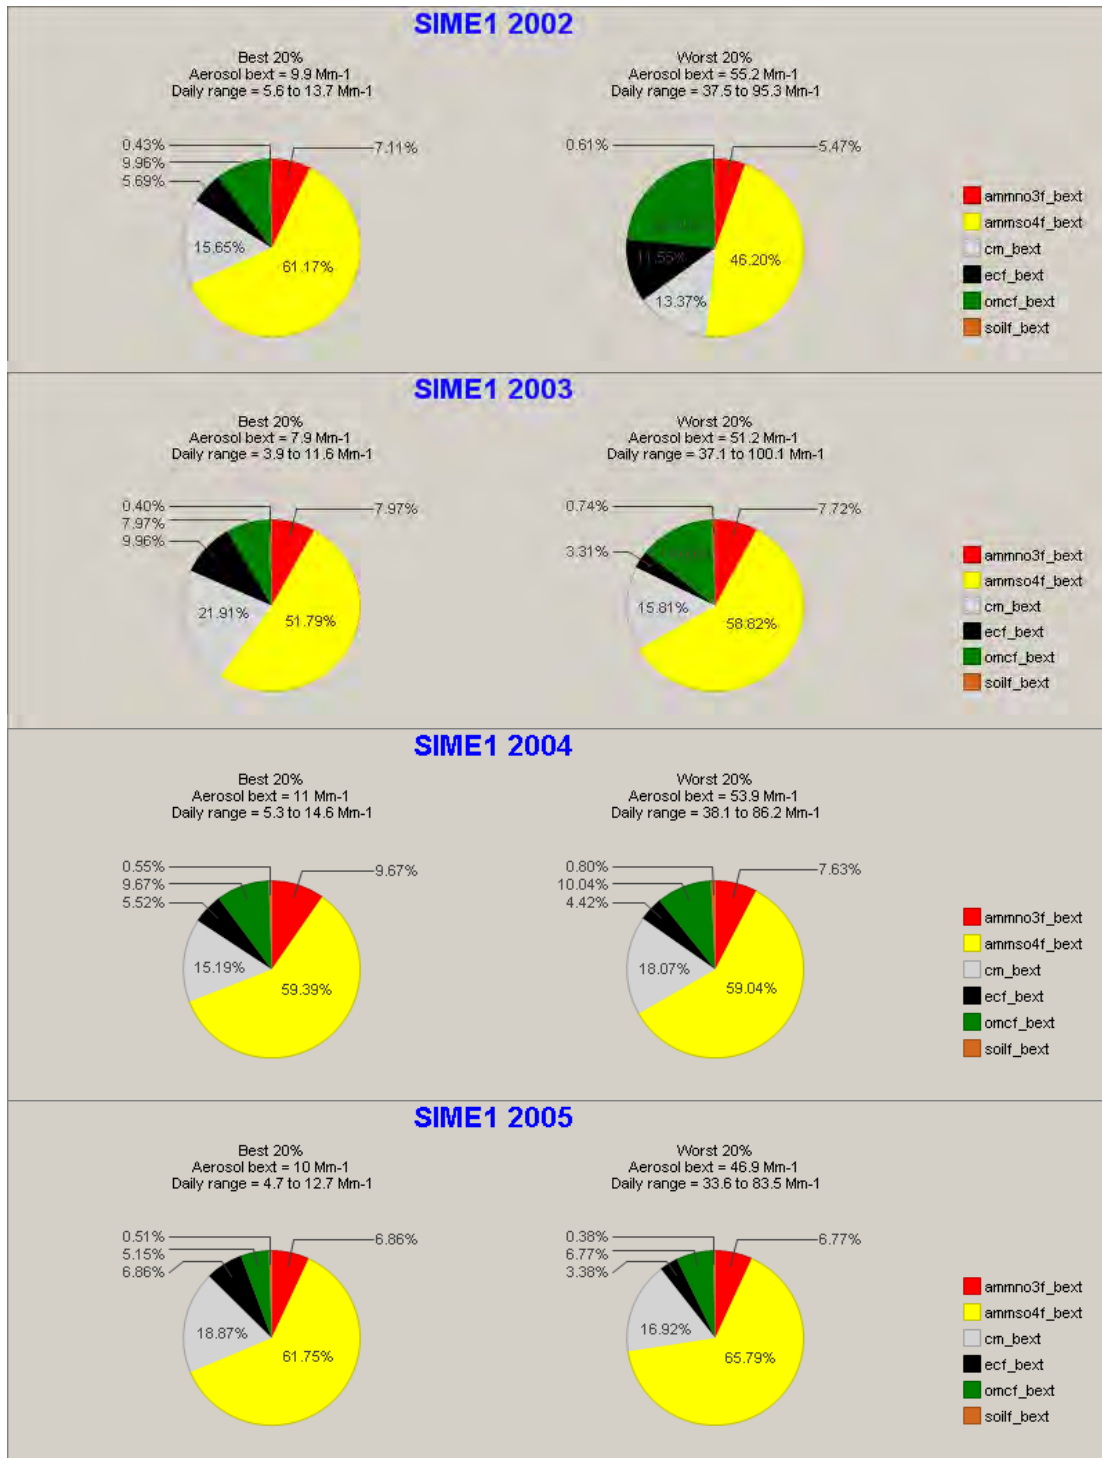 SIME1 2002
Best 20%
Aerosol bext = 9.9 Mm-1
Daily range = 5.6 to 13.7 Mm-1
0.43%
9.96%
5.69%
7.11%
15.65%
61.17%
Worst 20%
Aerosol bext = 55.2 Mm-1
Daily range = 37.5 to 95.3 Mm-1
0.61%
5.47%
11.55%
46.20%
13.37%
ammno3f_bext
ammso4f_bext
cm_bext
ecf_bext
omcf_bext
soilf_bext
SIME1 2003
Best 20%
Aerosol bext = 7.9 Mm-1
Daily range = 3.9 to 11.6 Mm-1
0.40%
7.97%
9.96%
7.97%
21.91%
51.79%
Worst 20%
Aerosol bext = 51.2 Mm-1
Daily range = 37.1 to 100.1 Mm-1
0.74%
3.31%
7.72%
15.81%
58.82%
ammno3f_bext
ammso4f_bext
cm_bext
ecf_bext
omcf_bext
soilf_bext
SIME1 2004
Best 20%
Aerosol bext = 11 Mm-1
Daily range = 5.3 to 14.6 Mm-1
0.55%
9.67%
5.52%
9.67%
15.19%
59.39%
Worst 20%
Aerosol bext = 53.9 Mm-1
Daily range = 38.1 to 86.2 Mm-1
0.80%
10.04%
4.42%
7.63%
18.07%
59.04%
ammno3f_bext
ammso4f_bext
cm_bext
ecf_bext
omcf_bext
soilf_bext
SIME1 2005
Best 20%
Aerosol bext = 10 Mm-1
Daily range = 4.7 to 12.7 Mm-1
0.51%
5.15%
6.86%
6.86%
18.87%
61.75%
Worst 20%
Aerosol bext = 46.9 Mm-1
Daily range = 33.6 to 83.5 Mm-1
0.38%
6.77%
3.38%
6.77%
16.92%
65.79%
ammno3f_bext
ammso4f_bext
cm_bext
ecf_bext
omcf_bext
soilf_bext